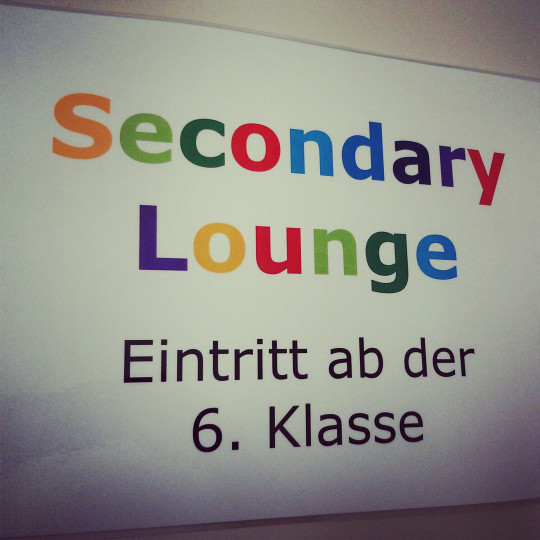 Secondary
Lounge
Eintritt ab der
6. Klasse